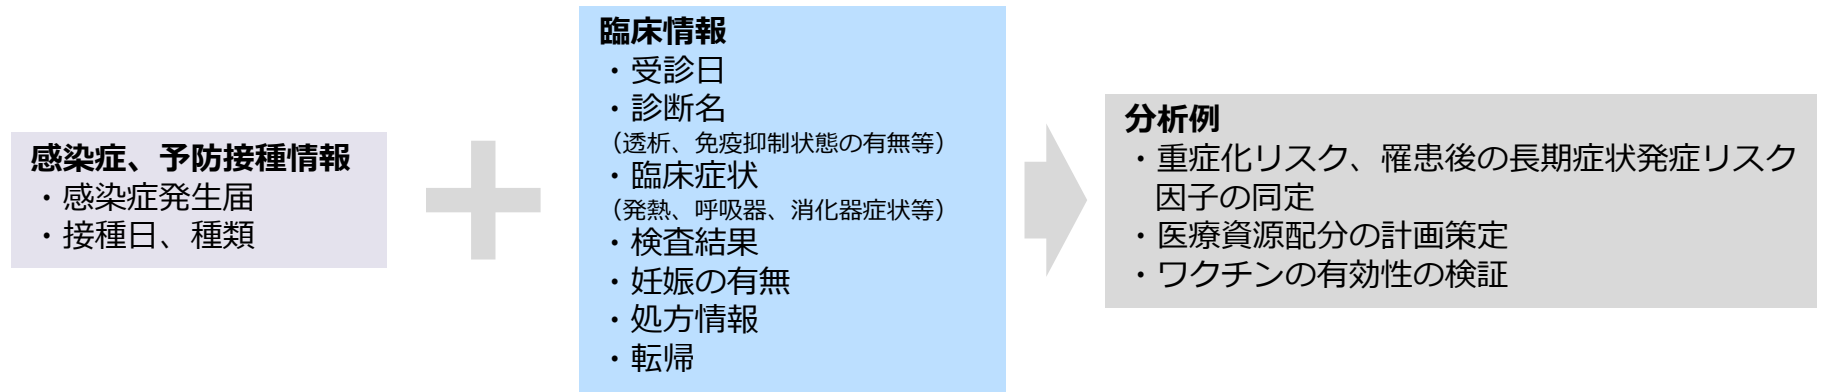 感染症、予防接種情報
・感染症発生届
・接種日、種類
臨床情報
・受診日
・診断名
（透析、免疫抑制状態の有無等）
・臨床症状
（発熱、呼吸器、消化器症状等）
・検査結果
・妊娠の有無
・処方情報
・転帰
分析例
・重症化リスク、罹患後の長期症状発症リスク
因子の同定
・医療資源配分の計画策定
・ワクチンの有効性の検証